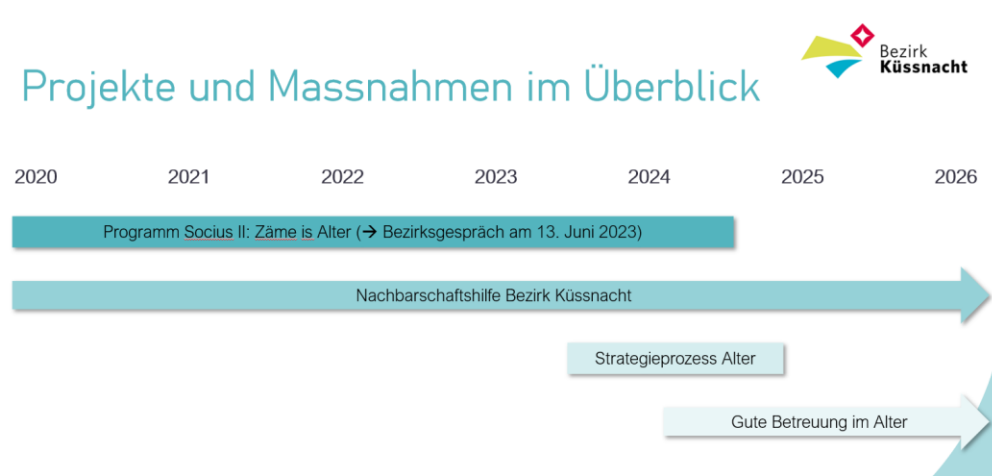 Bezirk
Küssnacht
Projekte und Massnahmen im Überblick
2020 2021 2022 2023 2024 2025 2026
Programm Socius II: Zäme is Alter (→ Bezirksgespräch am 13. Juni 2023)
Nachbarschaftshilfe Bezirk Küssnacht
Strategieprozess Alter
Gute Betreuung im Alter